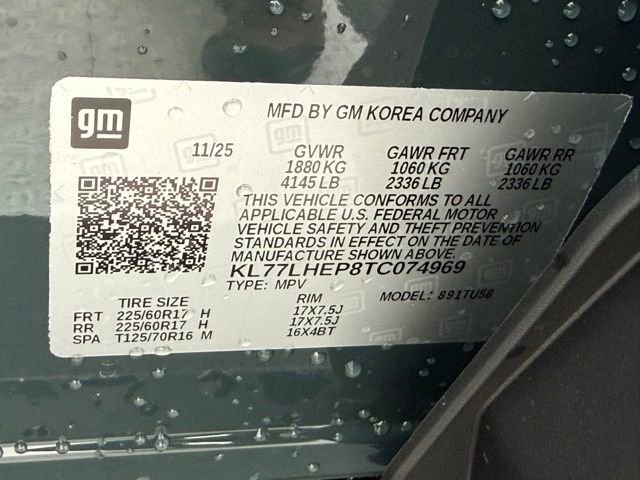 gm
MFD BY GM KOREA COMPANY
11/25 GVWR GAWR FRT GAWR RR
1880 KG 1060 KG 1060 KG
4145 LB 2336 LB 2336 LB
THIS VEHICLE CONFORMS TO ALL
APPLICABLE U.S. FEDERAL MOTOR
VEHICLE SAFETY AND THEFT PREVENTION
STANDARDS IN EFFECT ON THE DATE OF
MANUFACTURE SHOWN ABOVE.
KL77LHEP8TC074969
TYPE: MPV MODEL: 891TU58
TIRE SIZE RIM
FRT 225/60R17 H 17X7.5J
RR 225/60R17 H 17X7.5J
SPA T125/70R16 M 16X4BT